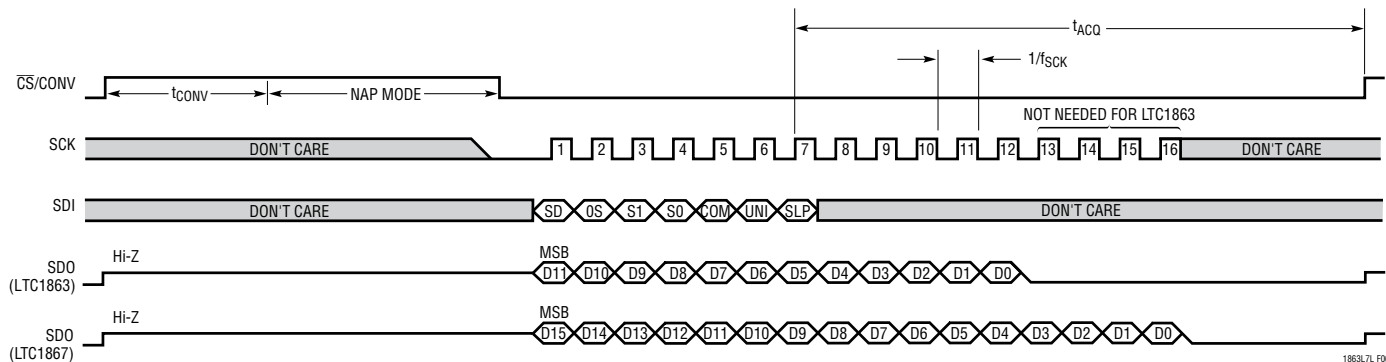 tACQ
1/fSCK
CS/CONV
tCONV
NAP MODE
NOT NEEDED FOR LTC1863
SCK
DON'T CARE
1 2 3 4 5 6 7 8 9 10 11 12 13 14 15 16
DON'T CARE
SDI
DON'T CARE
SD 0S S1 S0 COM UNI SLP
DON'T CARE
SDO
(LTC1863)
Hi-Z
MSB
D11 D10 D9 D8 D7 D6 D5 D4 D3 D2 D1 D0
SDO
(LTC1867)
Hi-Z
MSB
D15 D14 D13 D12 D11 D10 D9 D8 D7 D6 D5 D4 D3 D2 D1 D0
1863L7L